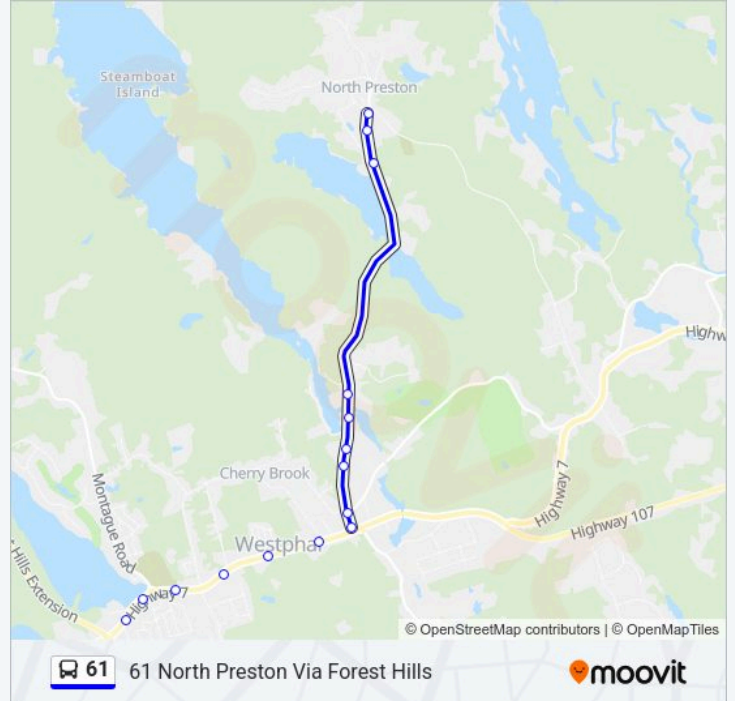 Steamboat
Island
North Preston
Highw
Cherry Brook
Montague Road
Highway 7
Highway 107
Westphal
Highway 7
Hills Extension
© OpenStreetMap contributors | © OpenMapTiles
61
61 North Preston Via Forest Hills
moovit